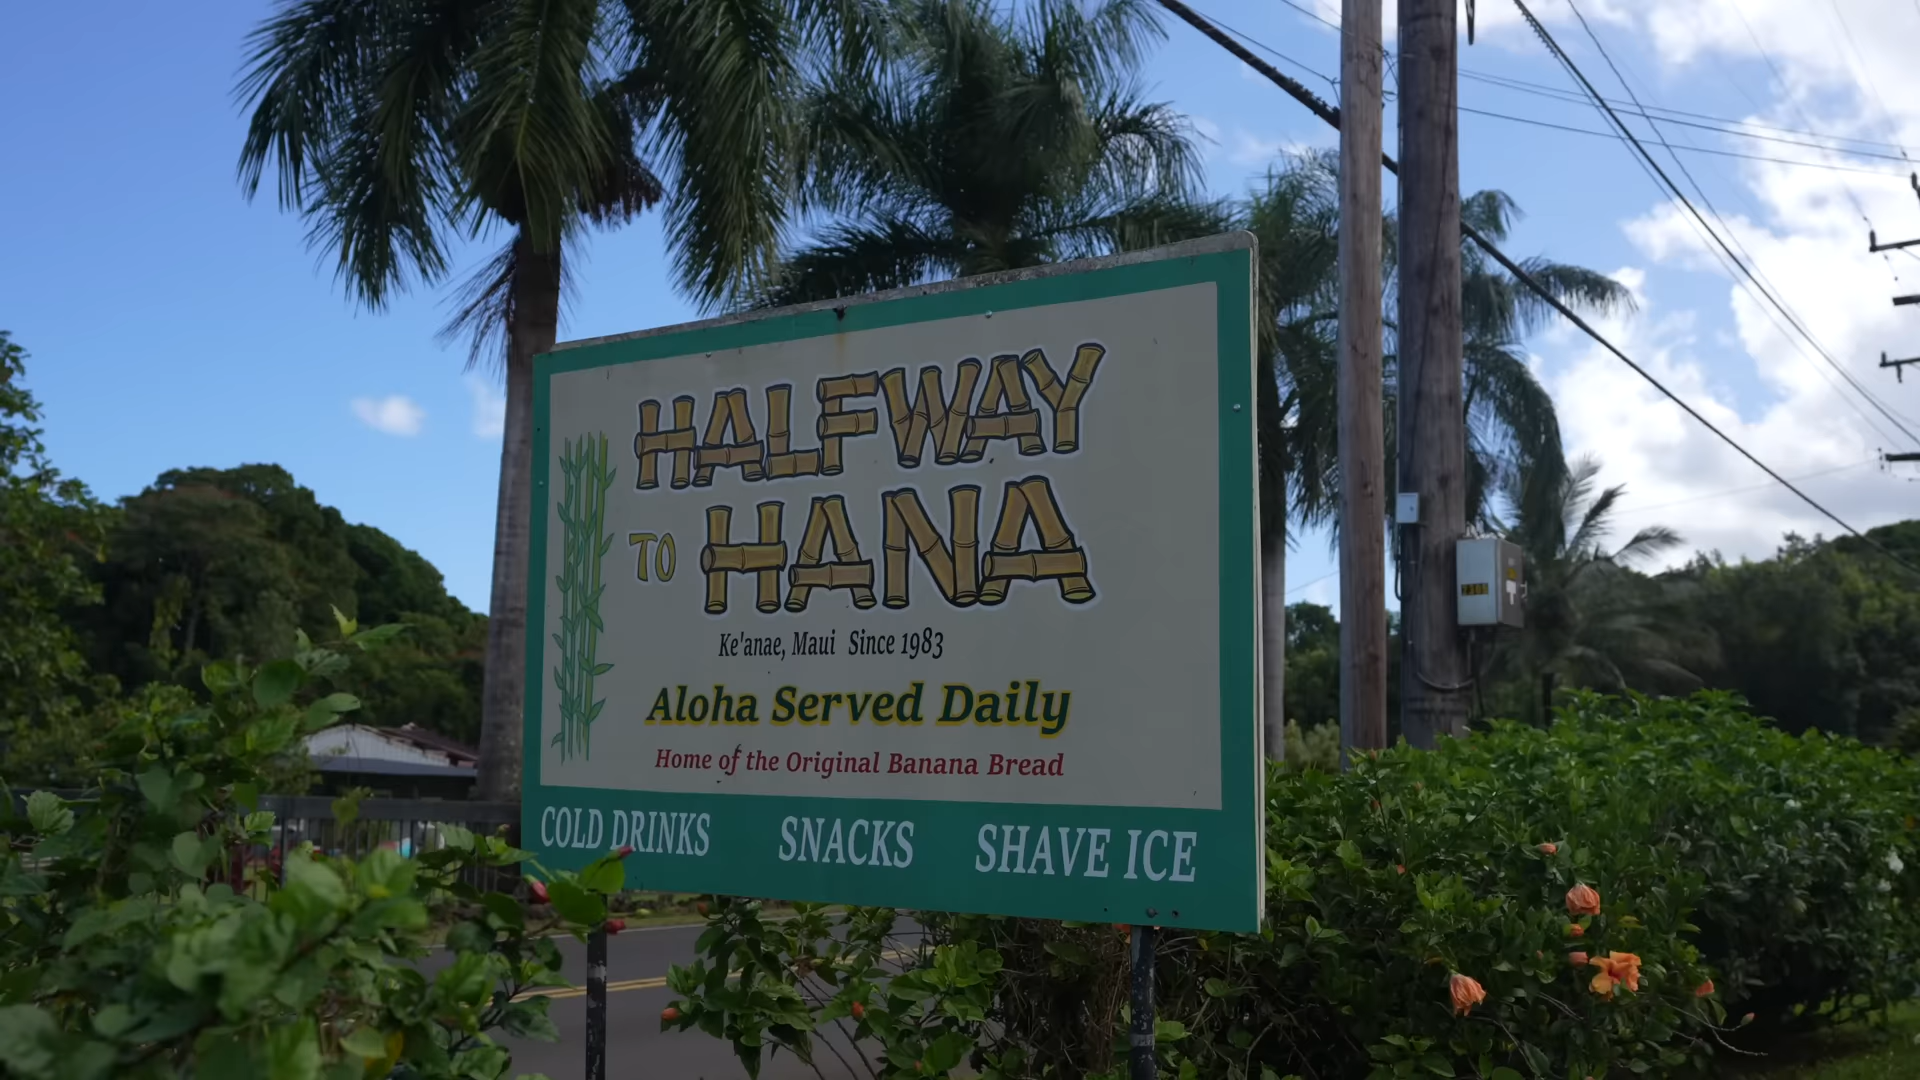 HALFWAY
TO HANA
Ke'anae, Maui Since 1983
Aloha Served Daily
Home of the Original Banana Bread
COLD DRINKS SNACKS SHAVE ICE